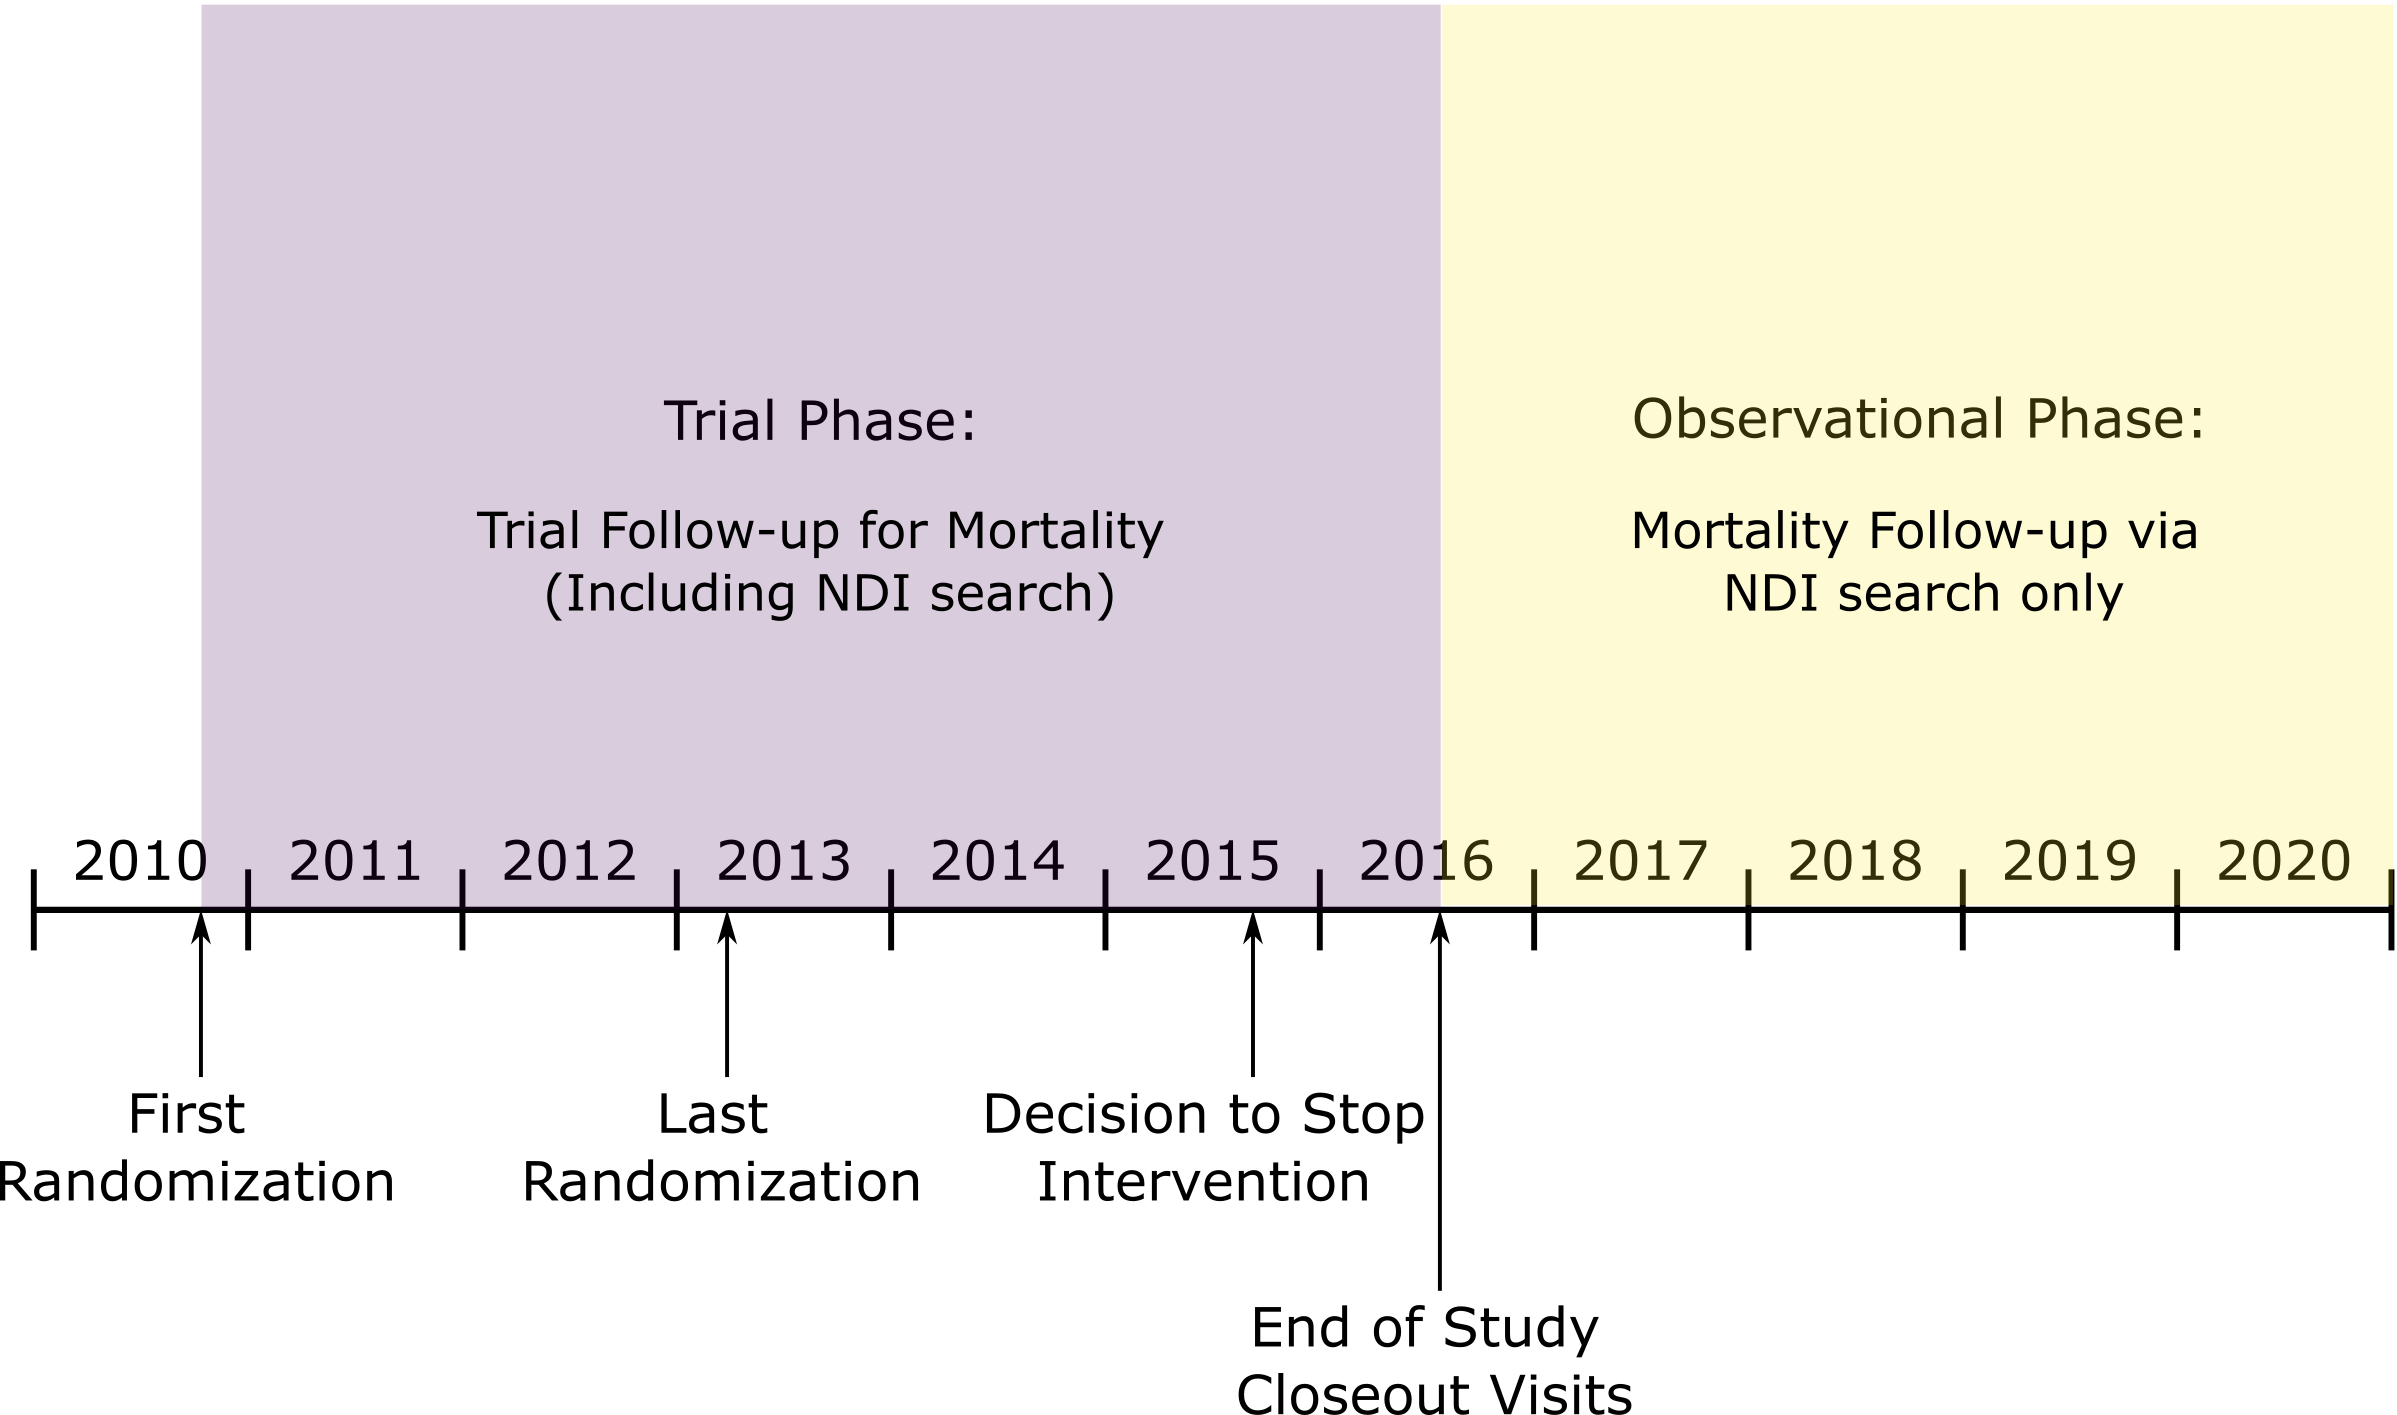 Trial Phase:
Trial Follow-up for Mortality
(Including NDI search)
Observational Phase:
Mortality Follow-up via
NDI search only
2010 2011 2012 2013 2014 2015 2016 2017 2018 2019 2020
First
Randomization
Last
Randomization
Decision to Stop
Intervention
End of Study
Closeout Visits